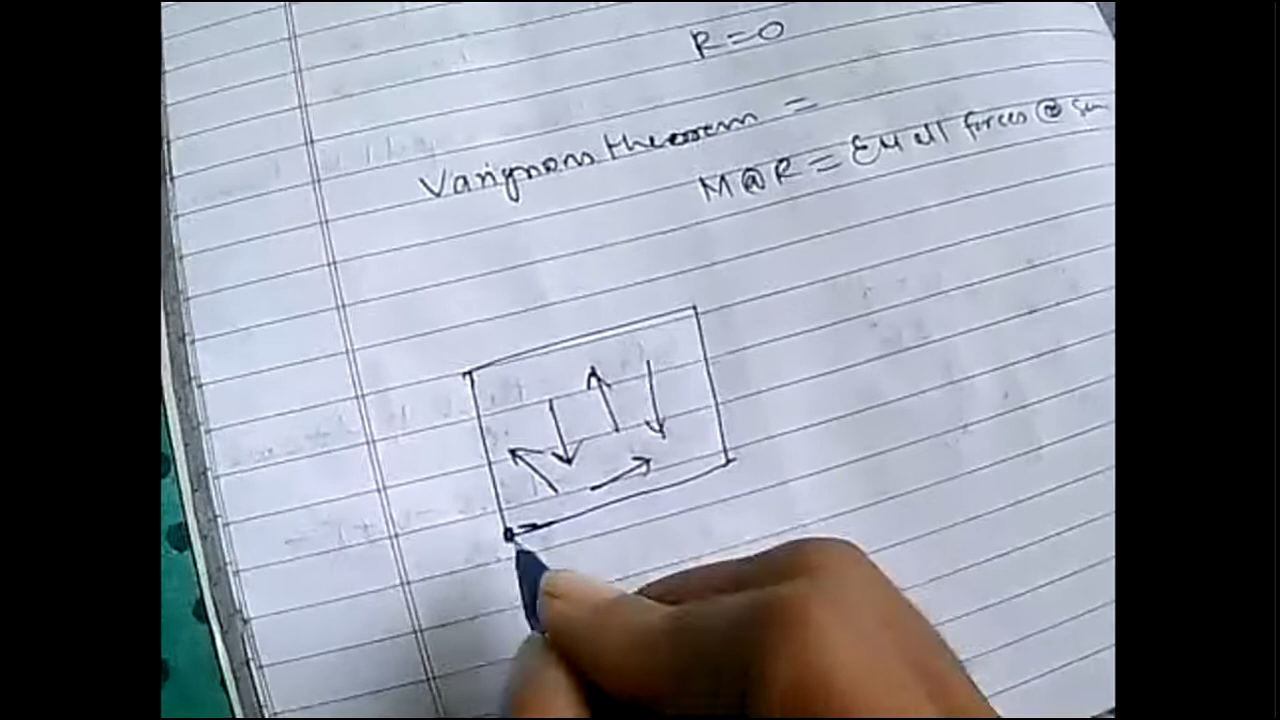 R=0
Varignons theorem =
M@R = ΣM all forces @